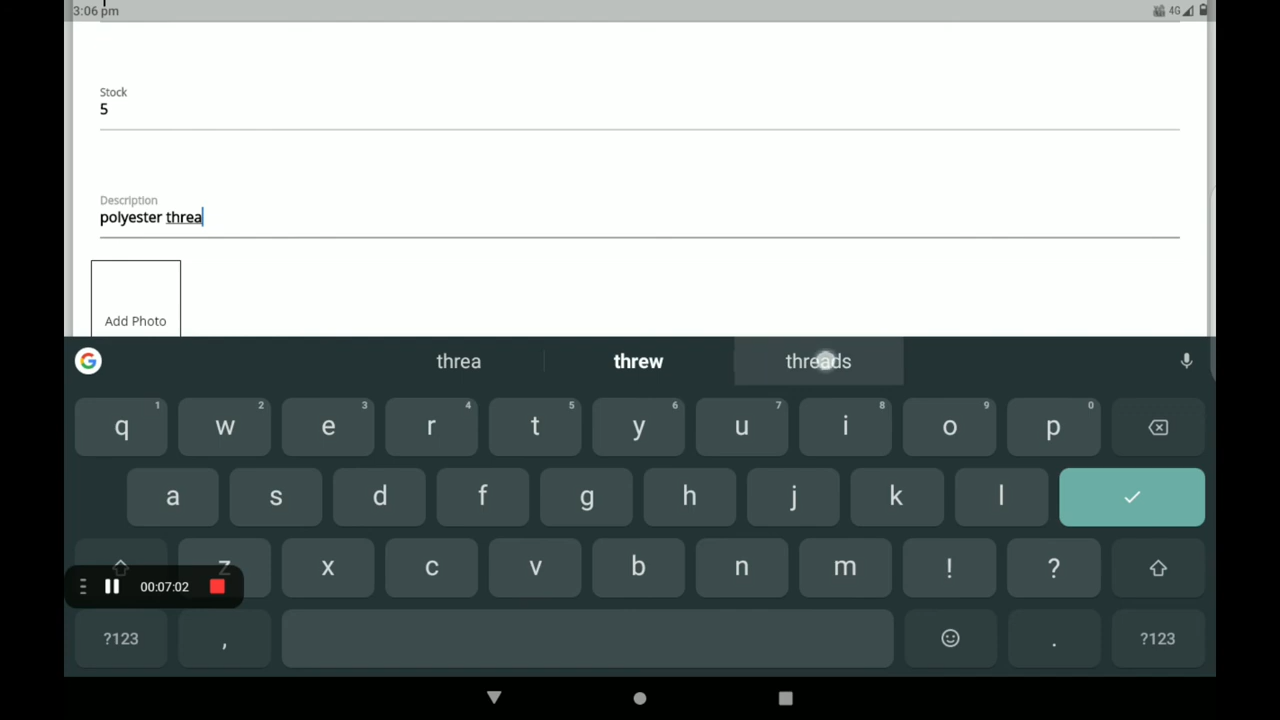 3:06 pm
4G
Stock
5
Description
polyester threa
Add Photo
G
threa threw threads
q 1 w 2 e 3 r 4 t 5 y 6 u 7 i 8 o 9 p 0
a s d f g h j k l
z x c v b n m ! ?
00:07:02
?123 , . ?123